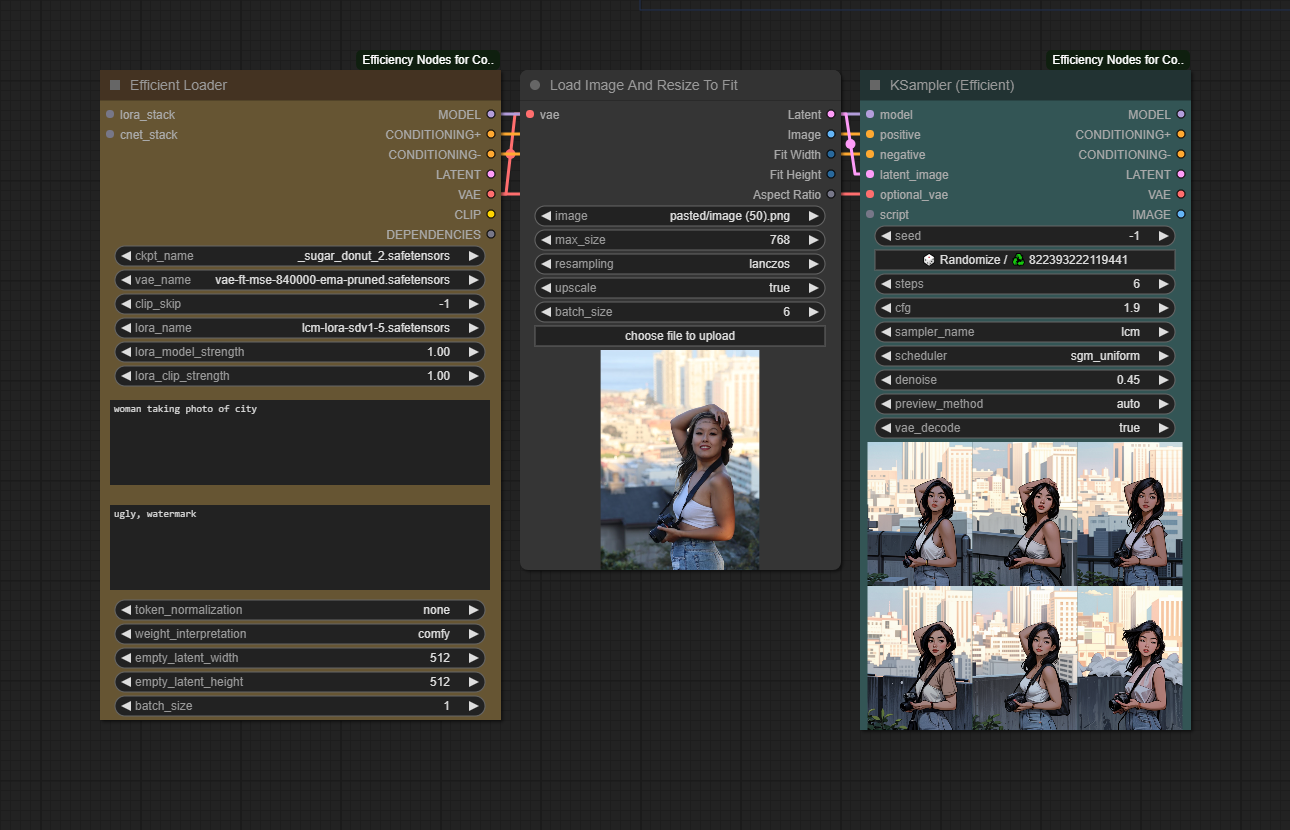 Efficiency Nodes for Co..
Efficient Loader
lora_stack MODEL
cnet_stack CONDITIONING+
CONDITIONING-
LATENT
VAE
CLIP
DEPENDENCIES
ckpt_name _sugar_donut_2.safetensors
vae_name vae-ft-mse-840000-ema-pruned.safetensors
clip_skip -1
lora_name lcm-lora-sdv1-5.safetensors
lora_model_strength 1.00
lora_clip_strength 1.00
woman taking photo of city
ugly, watermark
token_normalization none
weight_interpretation comfy
empty_latent_width 512
empty_latent_height 512
batch_size 1
Load Image And Resize To Fit
vae Latent
Image
Fit Width
Fit Height
Aspect Ratio
image pasted/image (50).png
max_size 768
resampling lanczos
upscale true
batch_size 6
choose file to upload
Efficiency Nodes for Co..
KSampler (Efficient)
model MODEL
positive CONDITIONING+
negative CONDITIONING-
latent_image LATENT
optional_vae VAE
script IMAGE
seed -1
🎲 Randomize / ♻️ 822393222119441
steps 6
cfg 1.9
sampler_name lcm
scheduler sgm_uniform
denoise 0.45
preview_method auto
vae_decode true